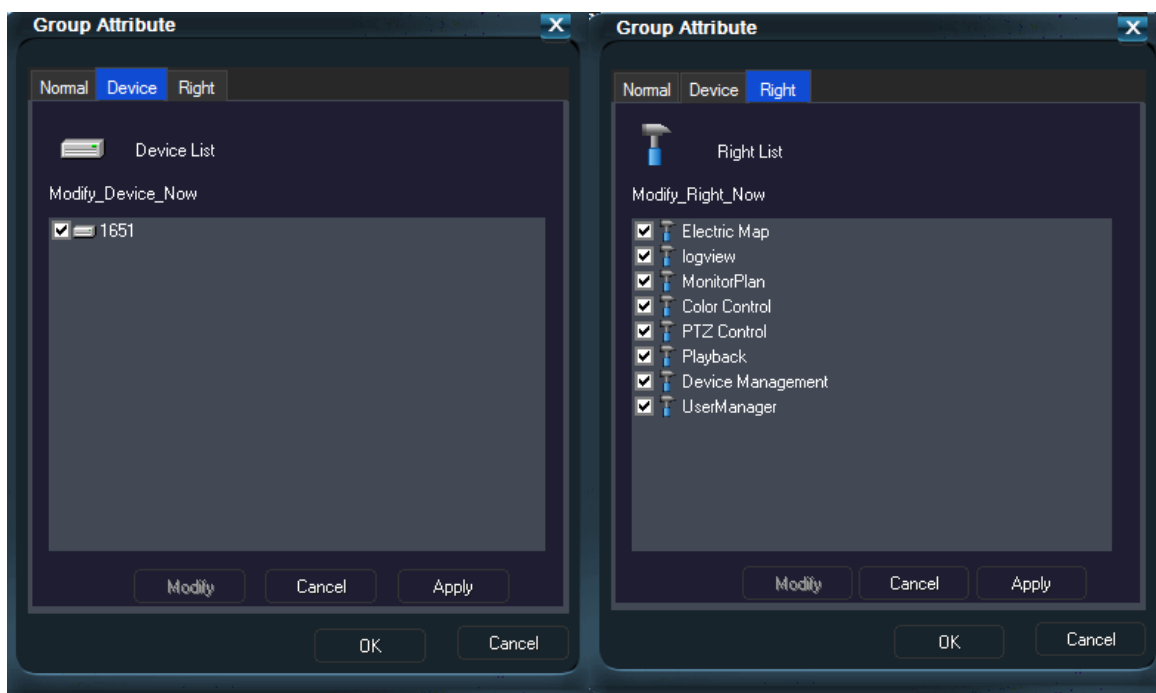 Group Attribute
X
Normal Device Right
Device List
Modify_Device_Now
1651
Modify Cancel Apply
OK Cancel
Group Attribute
X
Normal Device Right
Right List
Modify_Right_Now
Electric Map
logview
MonitorPlan
Color Control
PTZ Control
Playback
Device Management
UserManager
Modify Cancel Apply
OK Cancel